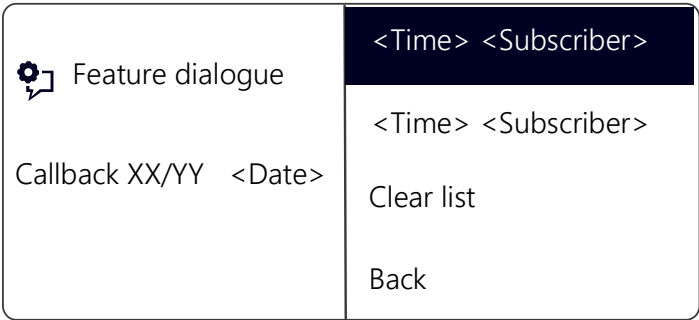 Feature dialogue
Callback XX/YY <Date>
<Time> <Subscriber>
<Time> <Subscriber>
Clear list
Back